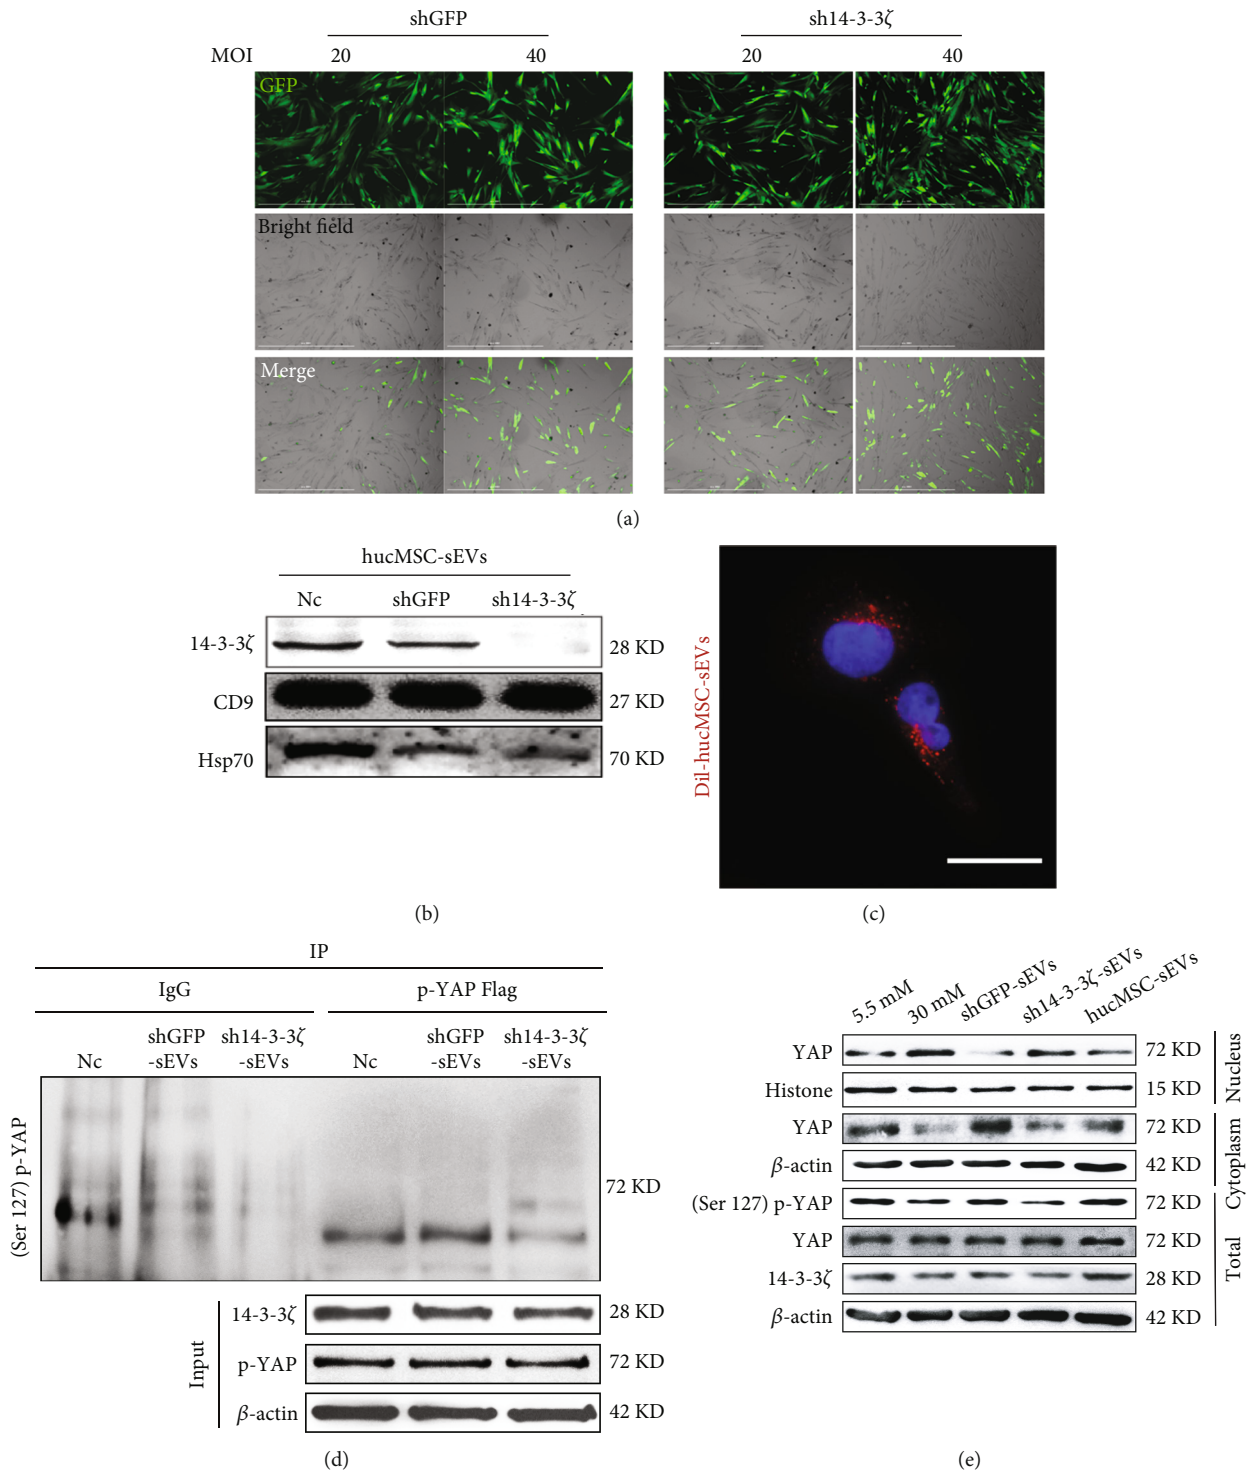 shGFP
sh14-3-3ζ
MOI 20 40 20 40
GFP
Bright field
Merge
(a)
hucMSC-sEVs
Nc shGFP sh14-3-3ζ
14-3-3ζ 28 KD
CD9 27 KD
Hsp70 70 KD
(b)
Dil-hucMSC-sEVs
(c)
IP
IgG p-YAP Flag
Nc shGFP -sEVs sh14-3-3ζ -sEVs Nc shGFP -sEVs sh14-3-3ζ -sEVs
(Ser 127) p-YAP
72 KD
Input
14-3-3ζ 28 KD
p-YAP 72 KD
β-actin 42 KD
(d)
5.5 mM 30 mM shGFP-sEVs sh14-3-3ζ-sEVs hucMSC-sEVs
YAP 72 KD
Histone 15 KD
Nucleus
YAP 72 KD
β-actin 42 KD
Cytoplasm
(Ser 127) p-YAP 72 KD
YAP 72 KD
14-3-3ζ 28 KD
β-actin 42 KD
Total
(e)